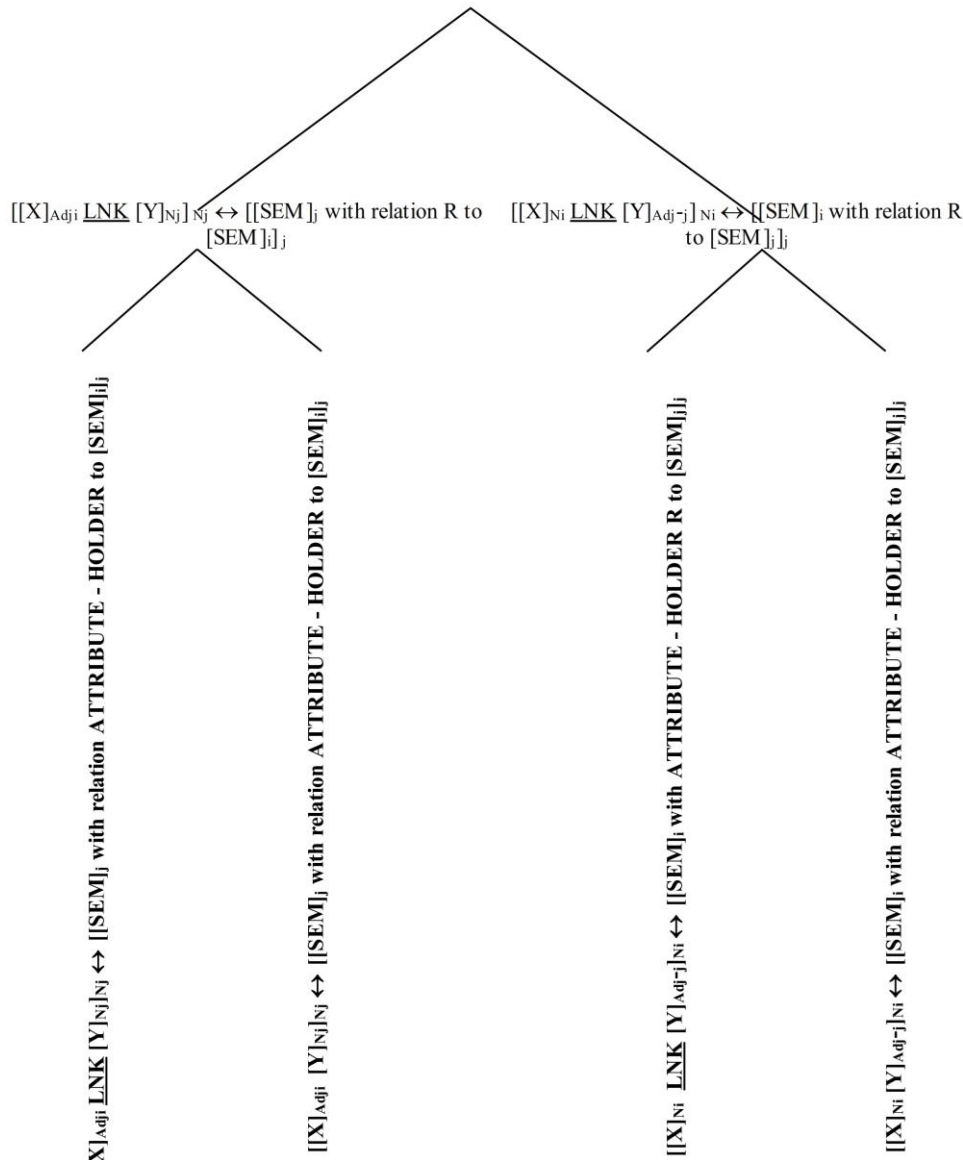 [[X]Adji LNK [Y]Nj] Nj ↔ [[SEM]j with relation R to
[SEM]i] j
[[X]Ni LNK [Y]Adj-j] Ni ↔ [[SEM]i with relation R
to [SEM]j]j
X]Adji LNK [Y]Nj]Nj ↔ [[SEM]j with relation ATTRIBUTE - HOLDER to [SEM]i]j
[[X]Adji [Y]Nj]Nj ↔ [[SEM]j with relation ATTRIBUTE - HOLDER to [SEM]i]j
[[X]Ni LNK [Y]Adj-j]Ni ↔ [[SEM]i with ATTRIBUTE - HOLDER R to [SEM]j]j
[[X]Ni [Y]Adj-j]Ni ↔ [[SEM]i with relation ATTRIBUTE - HOLDER to [SEM]j]j